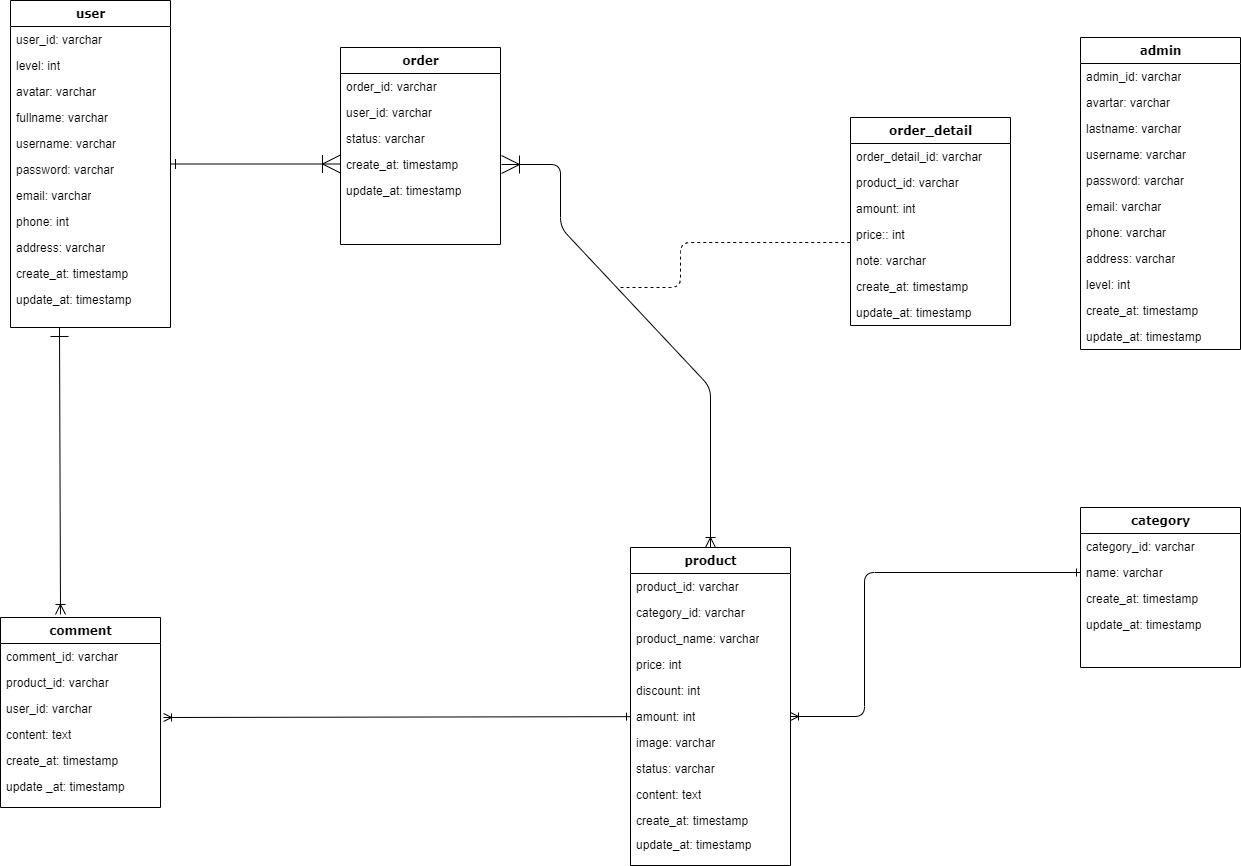 user
user_id: varchar
level: int
avatar: varchar
fullname: varchar
username: varchar
password: varchar
email: varchar
phone: int
address: varchar
create_at: timestamp
update_at: timestamp
order
order_id: varchar
user_id: varchar
status: varchar
create_at: timestamp
update_at: timestamp
order_detail
order_detail_id: varchar
product_id: varchar
amount: int
price:: int
note: varchar
create_at: timestamp
update_at: timestamp
admin
admin_id: varchar
avartar: varchar
lastname: varchar
username: varchar
password: varchar
email: varchar
phone: varchar
address: varchar
level: int
create_at: timestamp
update_at: timestamp
comment
comment_id: varchar
product_id: varchar
user_id: varchar
content: text
create_at: timestamp
update _at: timestamp
product
product_id: varchar
category_id: varchar
product_name: varchar
price: int
discount: int
amount: int
image: varchar
status: varchar
content: text
create_at: timestamp
update_at: timestamp
category
category_id: varchar
name: varchar
create_at: timestamp
update_at: timestamp